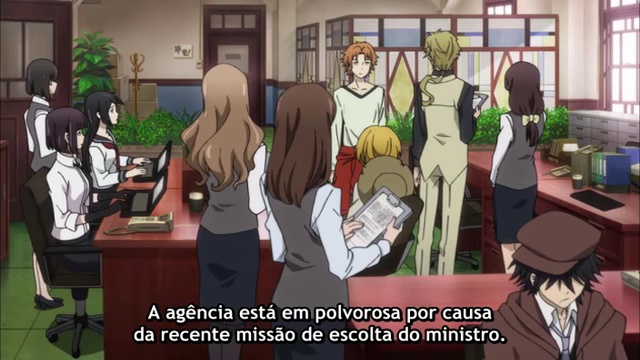 A agência está em polvorosa por causa
da recente missão de escolta do ministro.